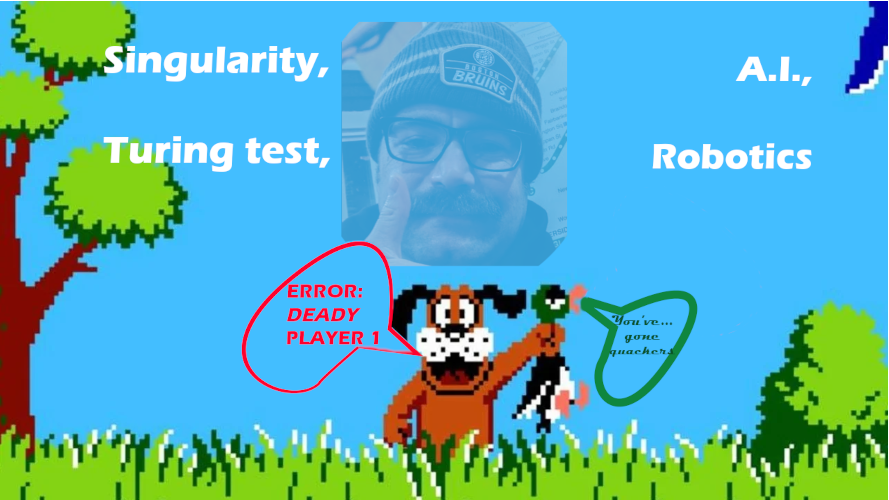 Singularity,
A.I.,
BRUINS
Turing test,
Robotics
ERROR:
DEADY
PLAYER 1
You've...
gone
quackers